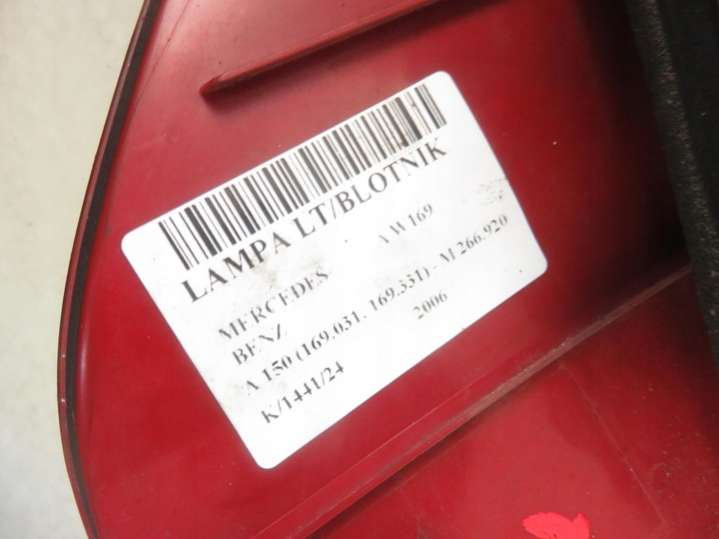 LAMPA LT/BLOTNIK
MERCEDES A W169
BENZ
A 150 (169.031, 169.331) - M 266.920
2006
K/1441/24